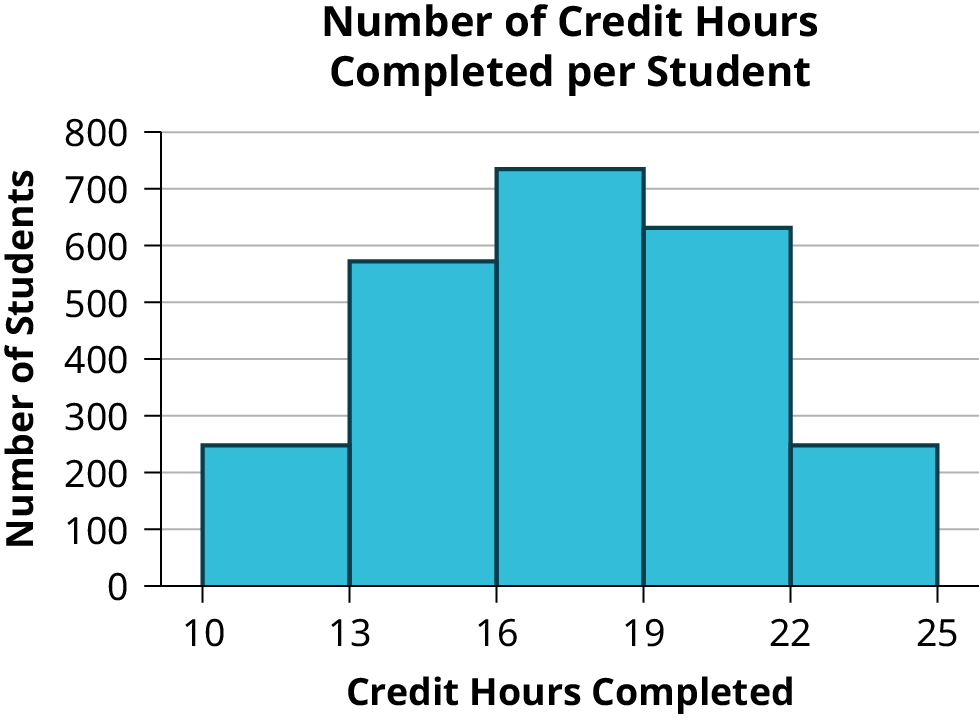 Number of Credit Hours
Completed per Student
Number of Students
800
700
600
500
400
300
200
100
0
10 13 16 19 22 25
Credit Hours Completed